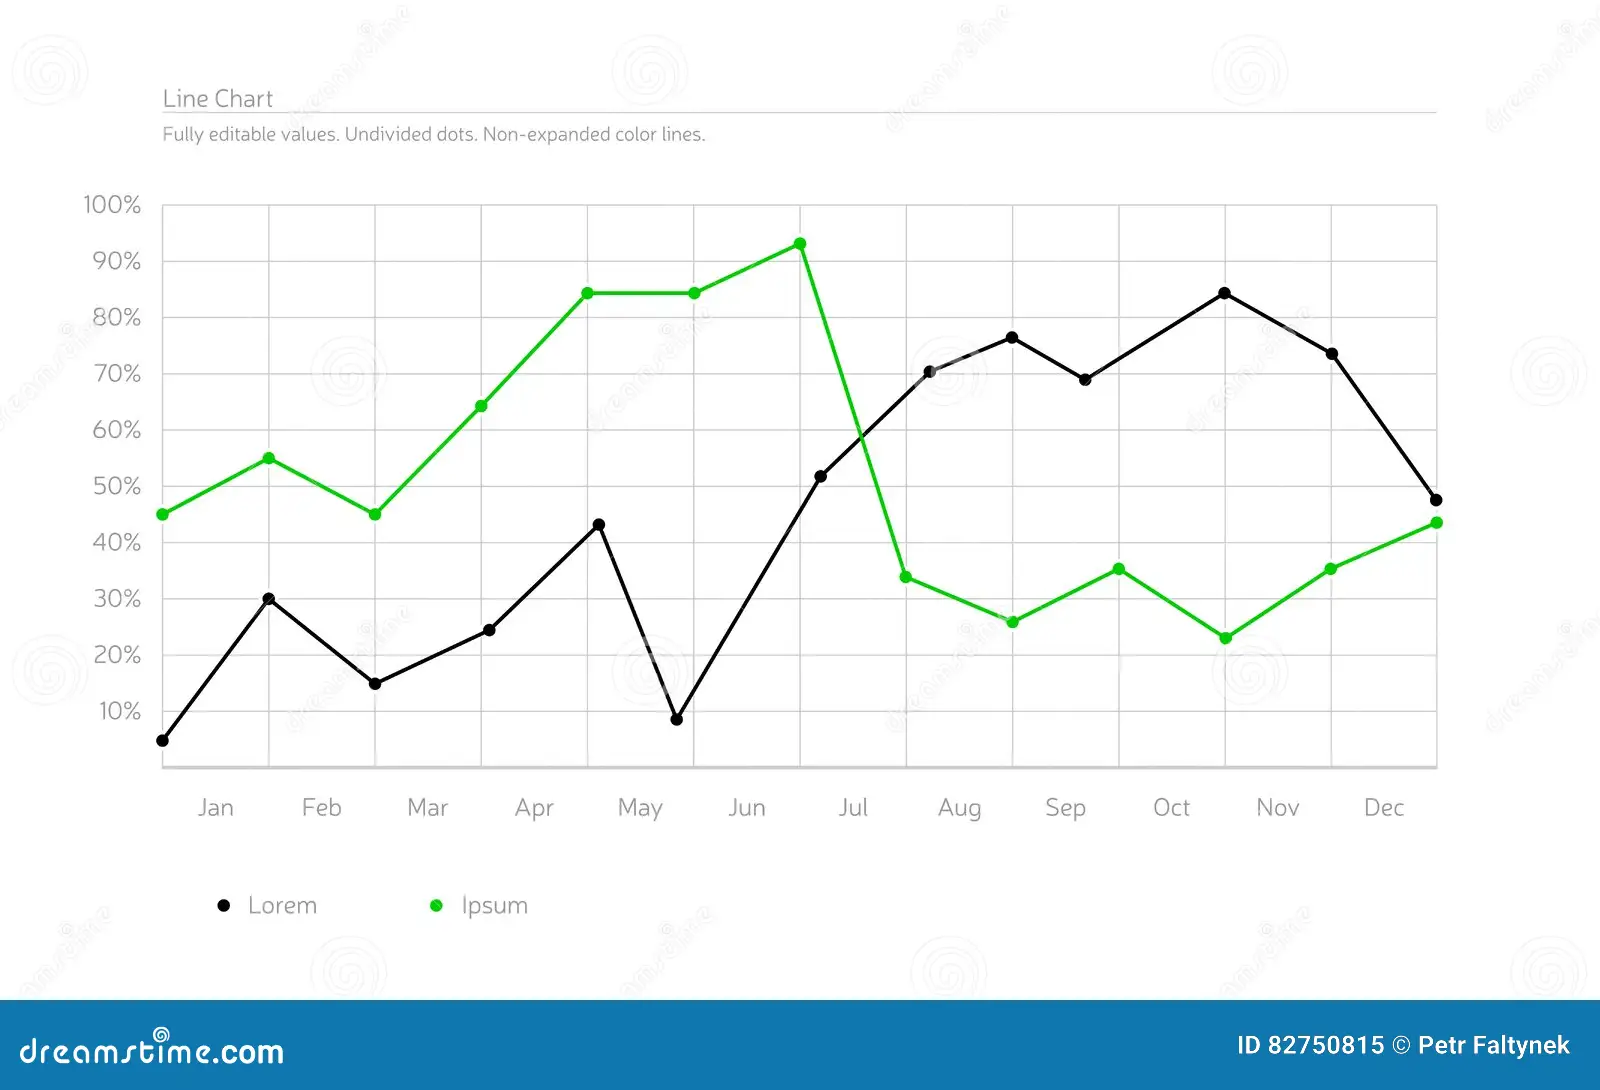 Line Chart
Fully editable values. Undivided dots. Non-expanded color lines.
100%
90%
80%
70%
60%
50%
40%
30%
20%
10%
Jan Feb Mar Apr May Jun Jul Aug Sep Oct Nov Dec
Lorem Ipsum
dreamstime.com
ID 82750815 © Petr Faltynek